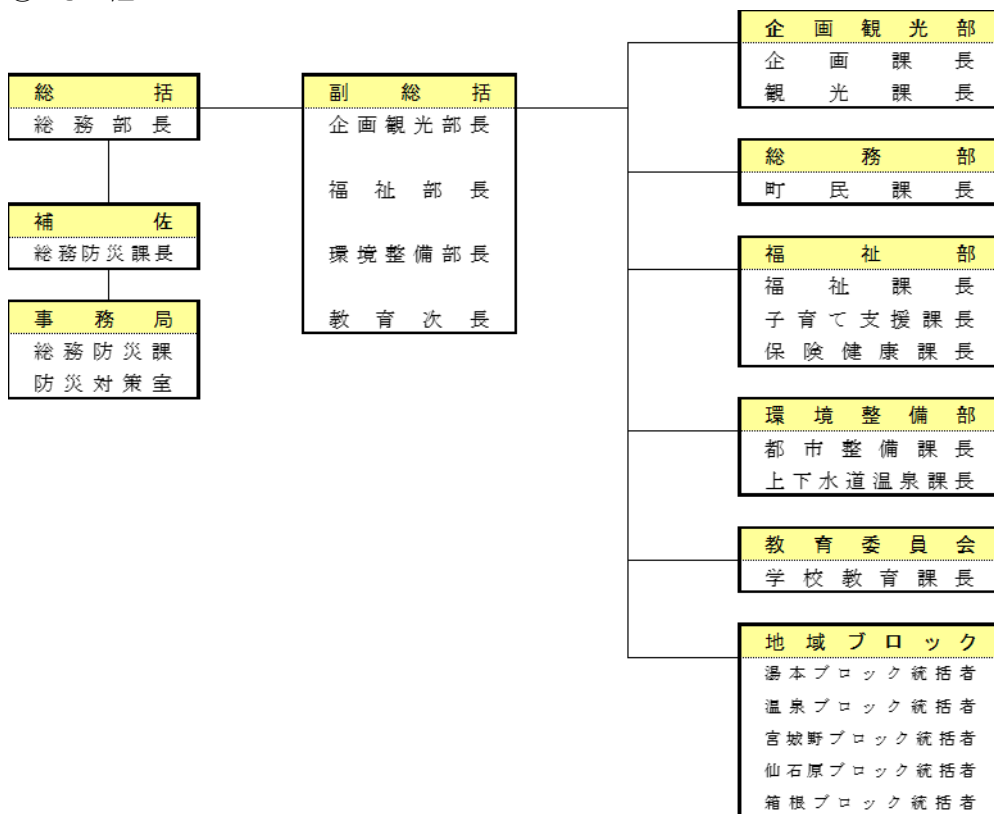 総括
総務部長
補佐
総務防災課長
事務局
総務防災課
防災対策室
副総括
企画観光部長
福祉部長
環境整備部長
教育次長
企画観光部
企画課長
観光課長
総務部
町民課長
福祉部
福祉課長
子育て支援課長
保険健康課長
環境整備部
都市整備課長
上下水道温泉課長
教育委員会
学校教育課長
地域ブロック
湯本ブロック統括者
温泉ブロック統括者
宮城野ブロック統括者
仙石原ブロック統括者
箱根ブロック統括者